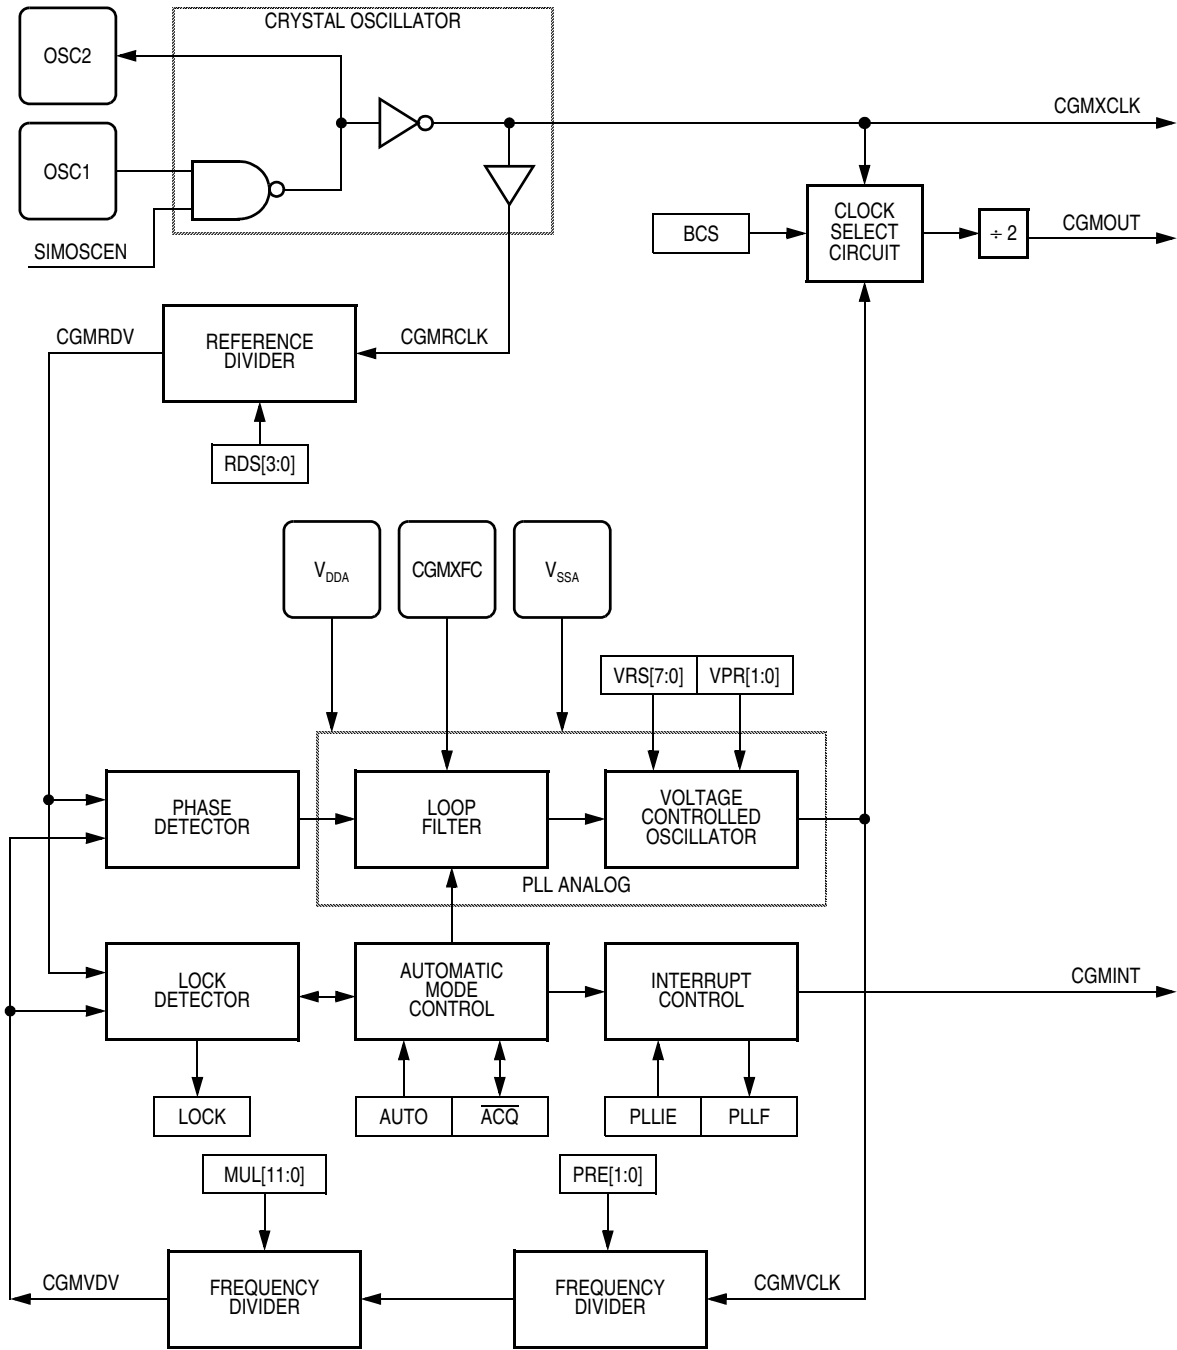 CRYSTAL OSCILLATOR
OSC2
CGMXCLK
OSC1
CLOCK
SELECT
CIRCUIT
BCS
÷ 2
CGMOUT
SIMOSCEN
CGMRDV
REFERENCE
DIVIDER
CGMRCLK
RDS[3:0]
VDDA
CGMXFC
VSSA
VRS[7:0]
VPR[1:0]
PHASE
DETECTOR
LOOP
FILTER
VOLTAGE
CONTROLLED
OSCILLATOR
PLL ANALOG
LOCK
DETECTOR
AUTOMATIC
MODE
CONTROL
INTERRUPT
CONTROL
CGMINT
LOCK
AUTO
ACQ
PLLIE
PLLF
MUL[11:0]
PRE[1:0]
CGMVDV
FREQUENCY
DIVIDER
FREQUENCY
DIVIDER
CGMVCLK